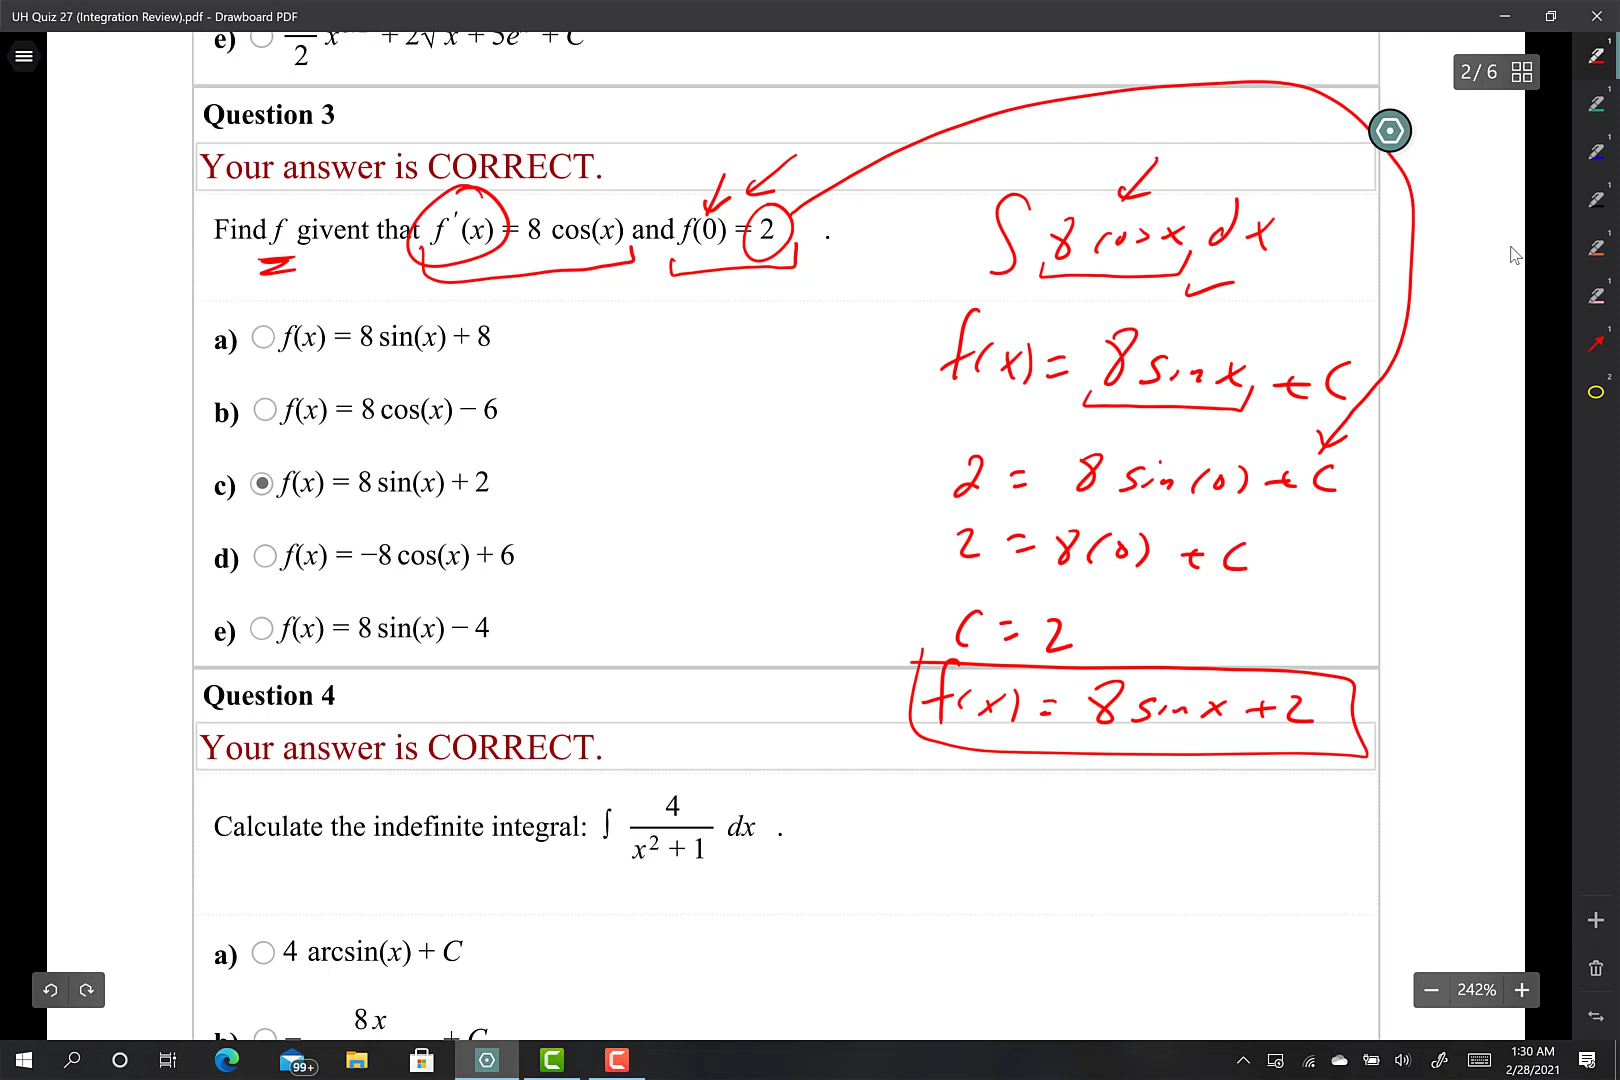 UH Quiz 27 (Integration Review).pdf - Drawboard PDF
e) 2 x + 2√x + 5e + C
2 / 6
Question 3
Your answer is CORRECT.
Find f givent that f ′(x) = 8 cos(x) and f(0) = 2 .
∫ 8 cos x dx
a) f(x) = 8 sin(x) + 8
f(x) = 8 sin x + C
b) f(x) = 8 cos(x) − 6
c) f(x) = 8 sin(x) + 2
2 = 8 sin(0) + C
d) f(x) = −8 cos(x) + 6
2 = 8(0) + C
e) f(x) = 8 sin(x) − 4
C = 2
f(x) = 8 sin x + 2
Question 4
Your answer is CORRECT.
Calculate the indefinite integral: ∫ 4 / (x² + 1) dx .
a) 4 arcsin(x) + C
b) − 8x + C
242%
99+
1:30 AM
2/28/2021